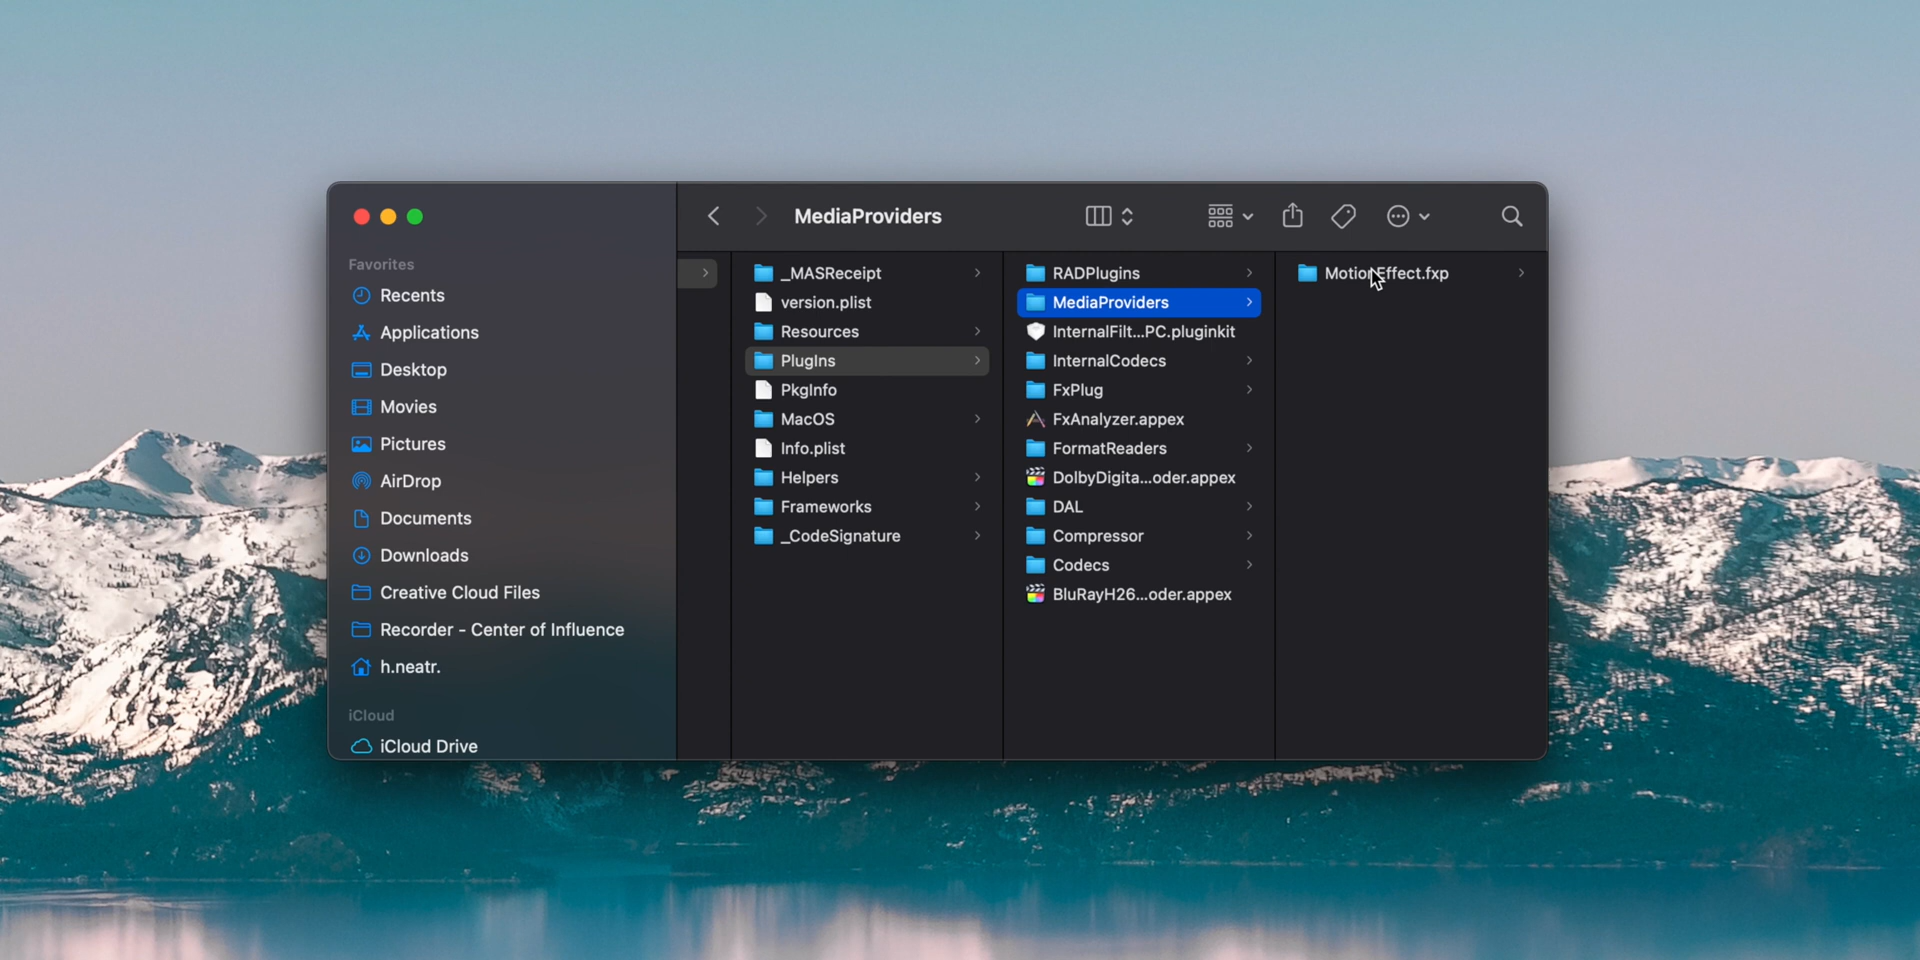 MediaProviders
Favorites
Recents
Applications
Desktop
Movies
Pictures
AirDrop
Documents
Downloads
Creative Cloud Files
Recorder - Center of Influence
h.neatr.
iCloud
iCloud Drive
_MASReceipt
version.plist
Resources
PlugIns
PkgInfo
MacOS
Info.plist
Helpers
Frameworks
_CodeSignature
RADPlugins
MediaProviders
InternalFilt...PC.pluginkit
InternalCodecs
FxPlug
FxAnalyzer.appex
FormatReaders
DolbyDigita...oder.appex
DAL
Compressor
Codecs
BluRayH26...oder.appex
MotionEffect.fxp